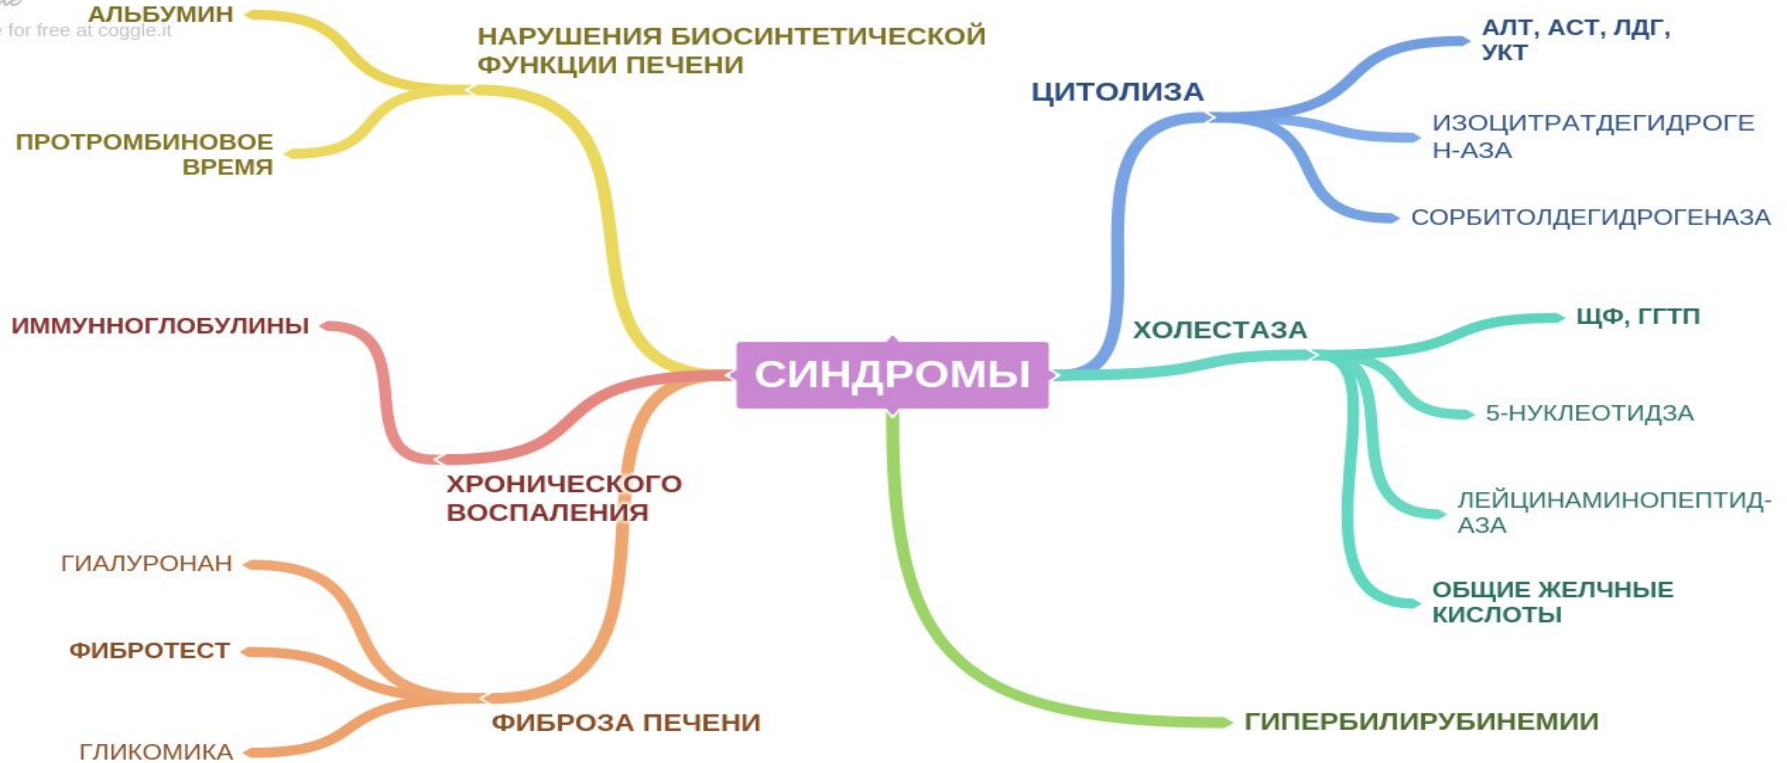 АЛЬБУМИН
for free at coggle.it
НАРУШЕНИЯ БИОСИНТЕТИЧЕСКОЙ
ФУНКЦИИ ПЕЧЕНИ
ПРОТРОМБИНОВОЕ
ВРЕМЯ
ЦИТОЛИЗА
АЛТ, АСТ, ЛДГ,
УКТ
ИЗОЦИТРАТДЕГИДРОГЕ
Н-АЗА
СОРБИТОЛДЕГИДРОГЕНАЗА
ИММУННОГЛОБУЛИНЫ
ХРОНИЧЕСКОГО
ВОСПАЛЕНИЯ
СИНДРОМЫ
ХОЛЕСТАЗА
ЩФ, ГГТП
5-НУКЛЕОТИДЗА
ЛЕЙЦИНАМИНОПЕПТИД-
АЗА
ОБЩИЕ ЖЕЛЧНЫЕ
КИСЛОТЫ
ГИАЛУРОНАН
ФИБРОТЕСТ
ГЛИКОМИКА
ФИБРОЗА ПЕЧЕНИ
ГИПЕРБИЛИРУБИНЕМИИ